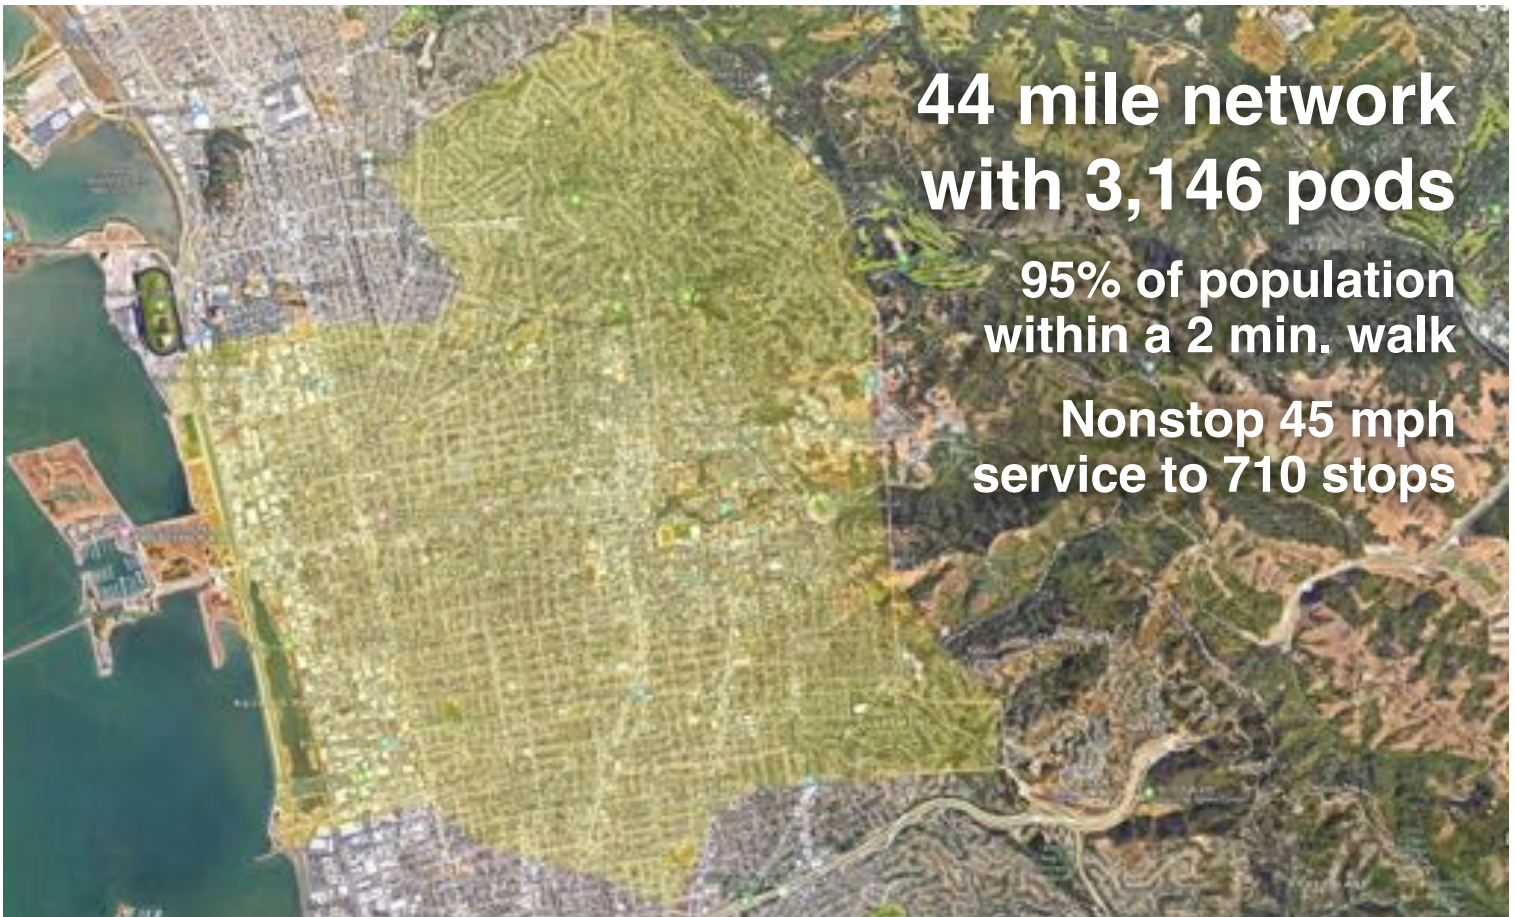 44 mile network
with 3,146 pods
95% of population
within a 2 min. walk
Nonstop 45 mph
service to 710 stops